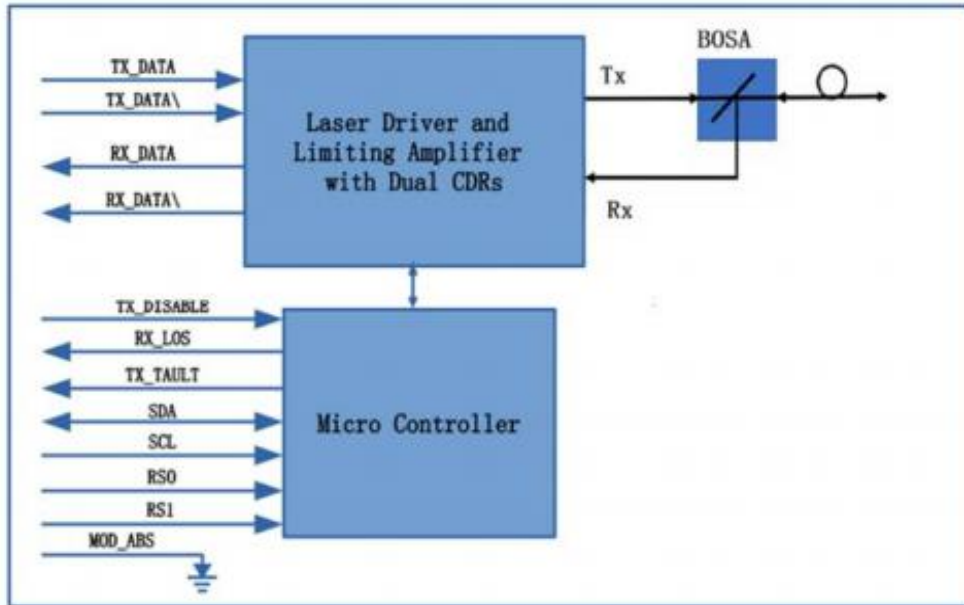 BOSA
TX_DATA
TX_DATA\
RX_DATA
RX_DATA\
Laser Driver and
Limiting Amplifier
with Dual CDRs
Tx
Rx
TX_DISABLE
RX_LOS
TX_TAULT
SDA
SCL
RS0
RS1
MOD_ABS
Micro Controller